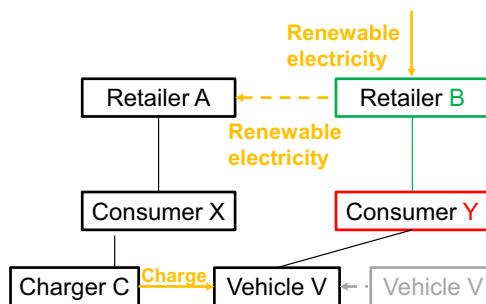 Renewable
electricity
Retailer A
Retailer B
Renewable
electricity
Consumer X
Consumer Y
Charger C
Charge
Vehicle V
Vehicle V